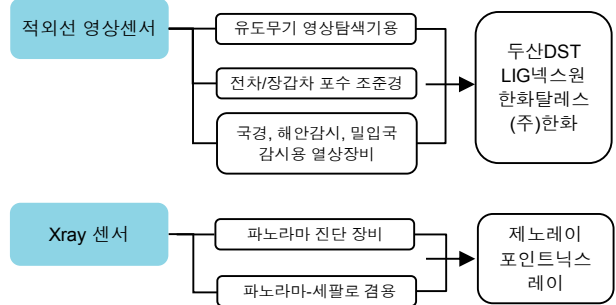 적외선 영상센서
유도무기 영상탐색기용
전차/장갑차 포수 조준경
국경, 해안감시, 밀입국
감시용 열상장비
두산DST
LIG넥스원
한화탈레스
(주)한화
Xray 센서
파노라마 진단 장비
파노라마-세팔로 겸용
제노레이
포인트닉스
레이